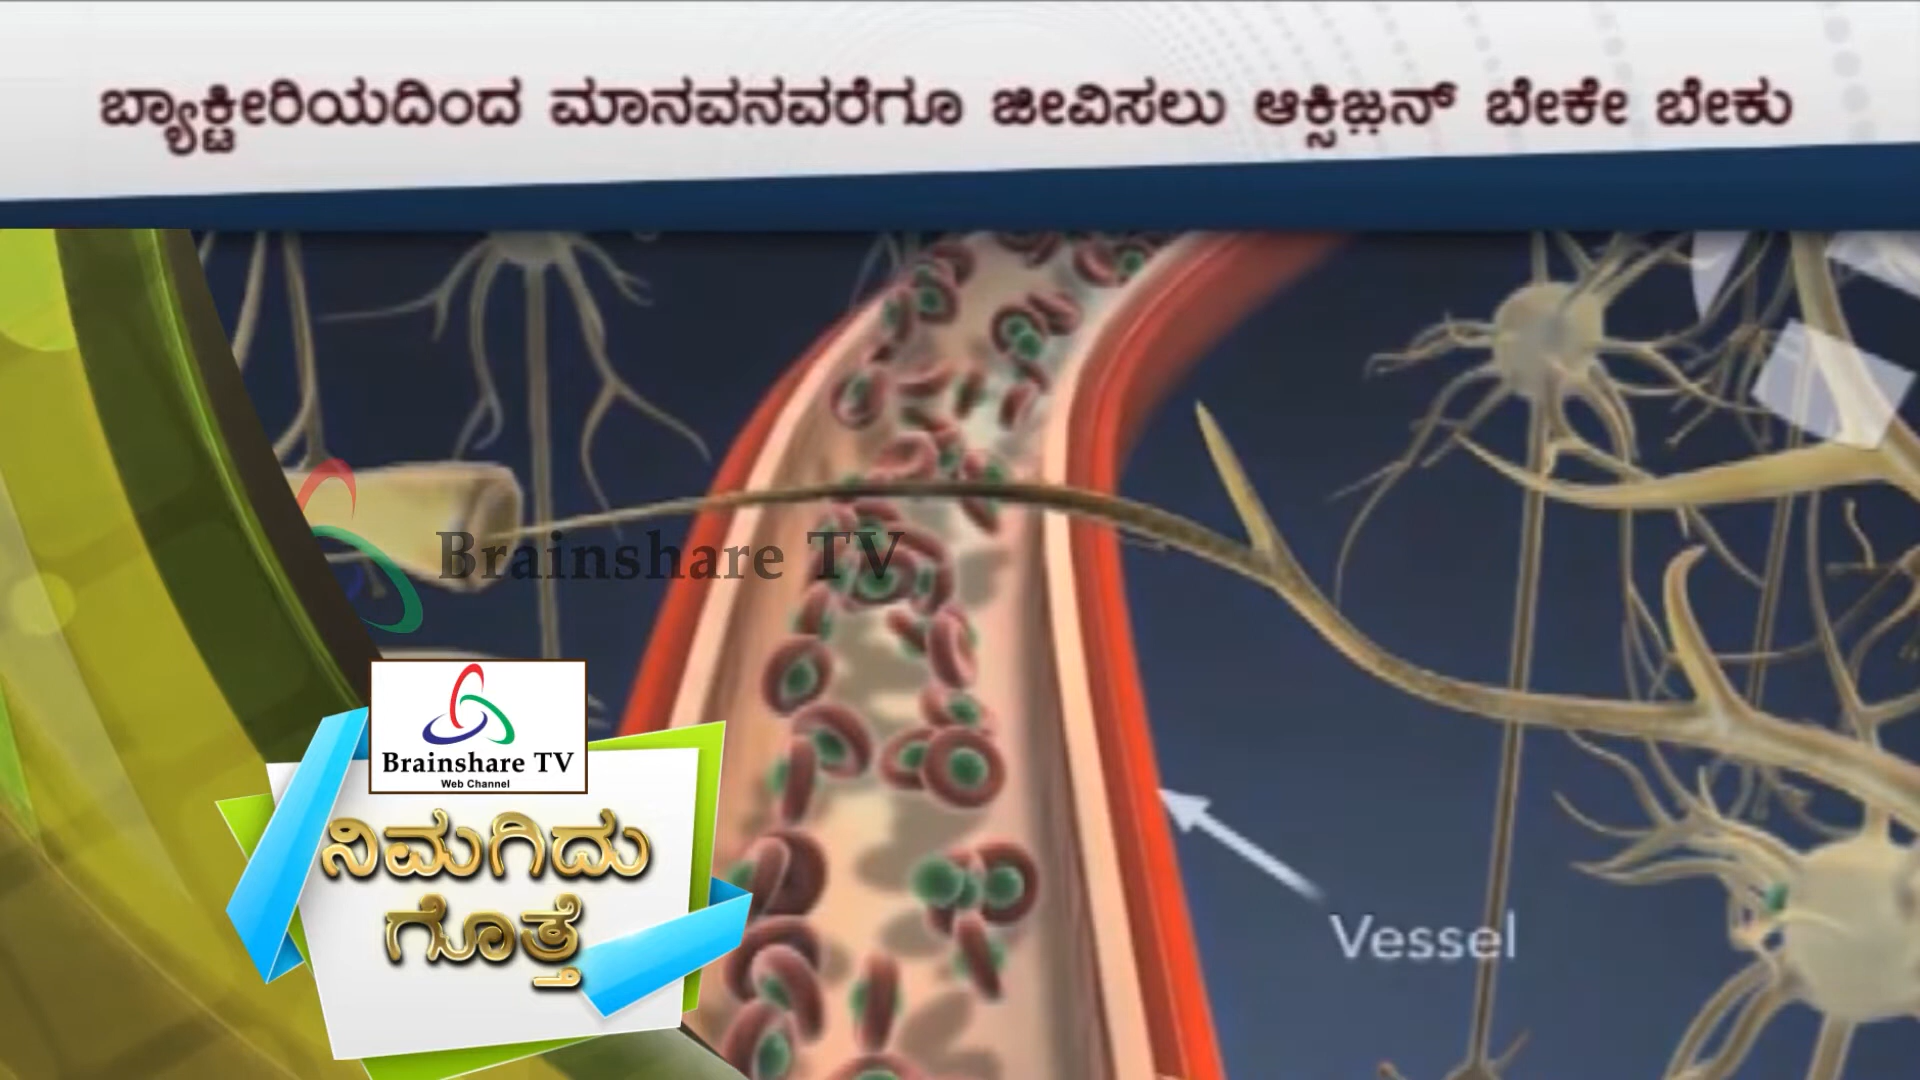 ಬ್ಯಾಕ್ಟೀರಿಯದಿಂದ ಮಾನವನವರೆಗೂ ಜೀವಿಸಲು ಆಕ್ಸಿಜನ್ ಬೇಕೇ ಬೇಕು
Brainshare TV
Brainshare TV
Web Channel
ನಿಮಗಿದು
ಗೊತ್ತೆ
Vessel